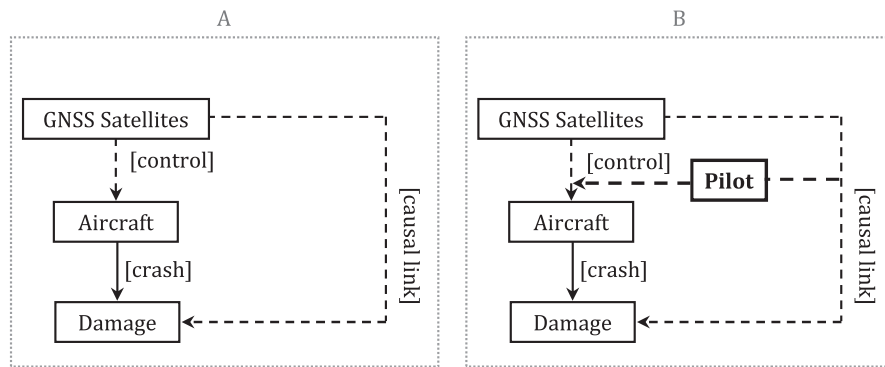 A
GNSS Satellites
[control]
Aircraft
[crash]
Damage
[causal link]
B
GNSS Satellites
[control]
Pilot
Aircraft
[crash]
Damage
[causal link]